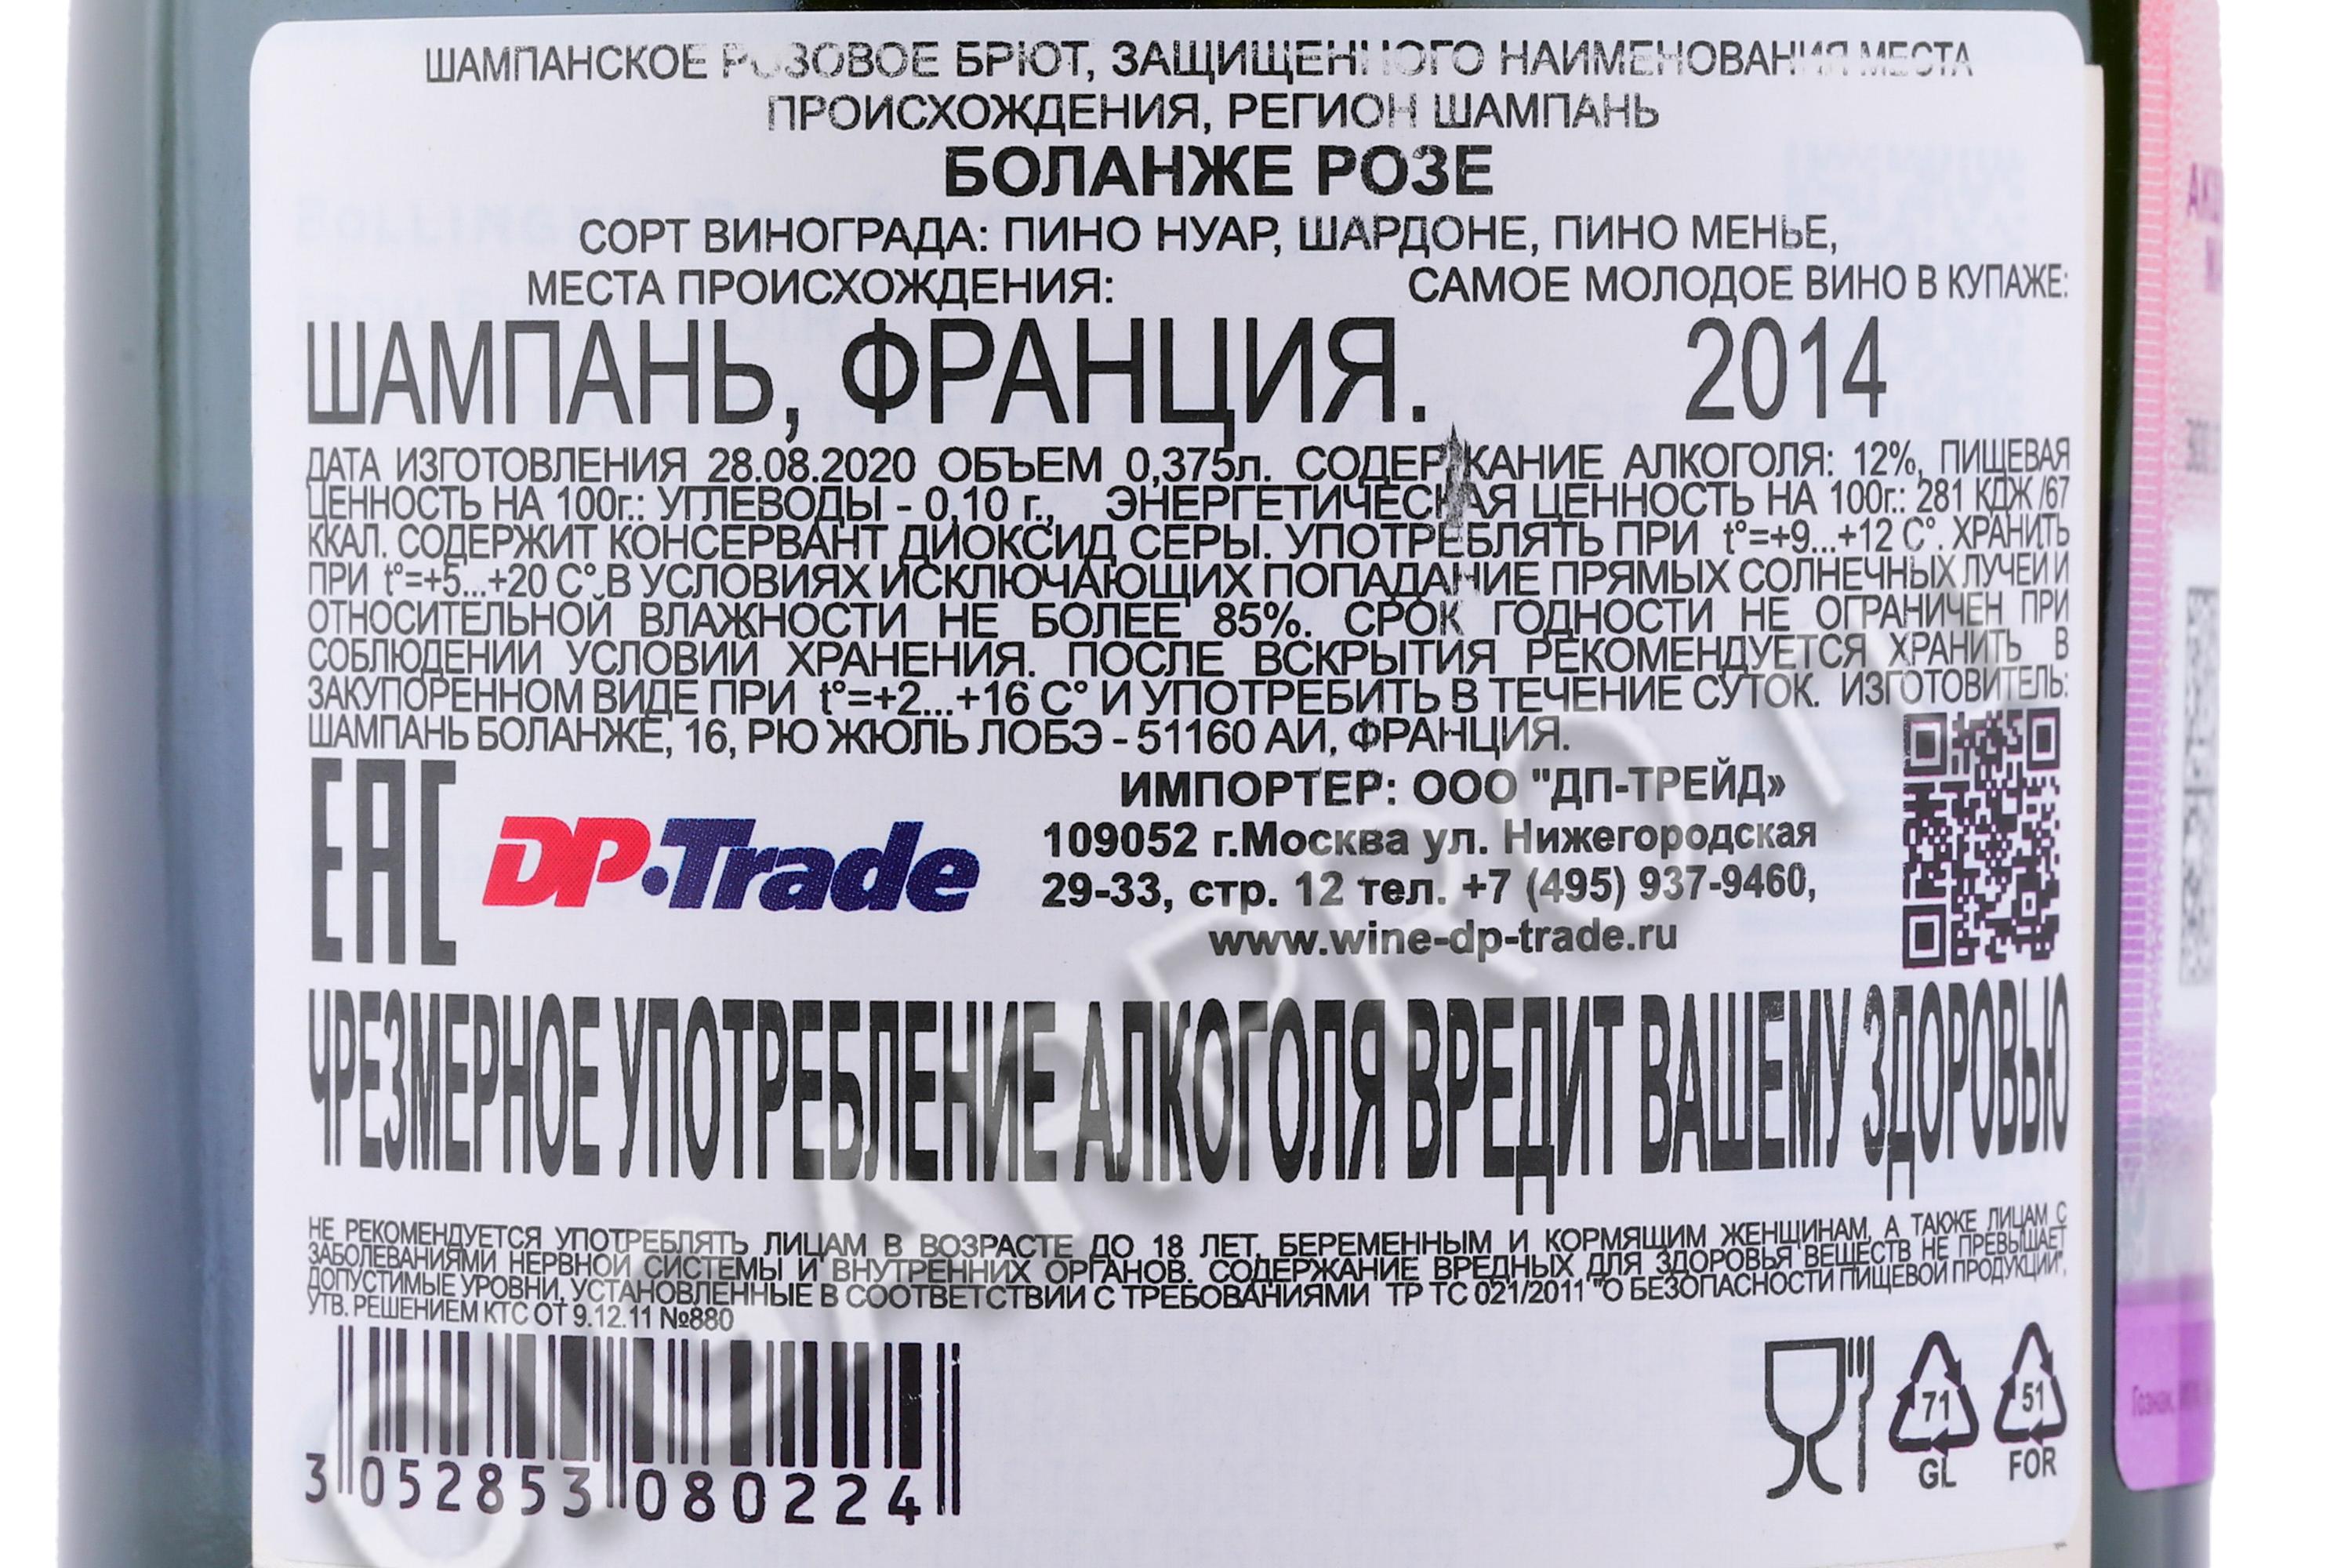 ШАМПАНСКОЕ РОЗОВОЕ БРЮТ, ЗАЩИЩЕННОГО НАИМЕНОВАНИЯ МЕСТА
ПРОИСХОЖДЕНИЯ, РЕГИОН ШАМПАНЬ
БОЛАНЖЕ РОЗЕ
СОРТ ВИНОГРАДА: ПИНО НУАР, ШАРДОНЕ, ПИНО МЕНЬЕ,
МЕСТА ПРОИСХОЖДЕНИЯ: САМОЕ МОЛОДОЕ ВИНО В КУПАЖЕ:
ШАМПАНЬ, ФРАНЦИЯ. 2014
ДАТА ИЗГОТОВЛЕНИЯ 28.08.2020 ОБЪЕМ 0,375л. СОДЕРЖАНИЕ АЛКОГОЛЯ: 12%, ПИЩЕВАЯ
ЦЕННОСТЬ НА 100г.: УГЛЕВОДЫ - 0,10 г., ЭНЕРГЕТИЧЕСКАЯ ЦЕННОСТЬ НА 100г.: 281 КДЖ /67
ККАЛ. СОДЕРЖИТ КОНСЕРВАНТ ДИОКСИД СЕРЫ. УПОТРЕБЛЯТЬ ПРИ t°=+9...+12 С°. ХРАНИТЬ
ПРИ t°=+5...+20 С° В УСЛОВИЯХ ИСКЛЮЧАЮЩИХ ПОПАДАНИЕ ПРЯМЫХ СОЛНЕЧНЫХ ЛУЧЕЙ И
ОТНОСИТЕЛЬНОЙ ВЛАЖНОСТИ НЕ БОЛЕЕ 85%. СРОК ГОДНОСТИ НЕ ОГРАНИЧЕН ПРИ
СОБЛЮДЕНИИ УСЛОВИЙ ХРАНЕНИЯ. ПОСЛЕ ВСКРЫТИЯ РЕКОМЕНДУЕТСЯ ХРАНИТЬ В
ЗАКУПОРЕННОМ ВИДЕ ПРИ t°=+2...+16 С° И УПОТРЕБИТЬ В ТЕЧЕНИЕ СУТОК. ИЗГОТОВИТЕЛЬ:
ШАМПАНЬ БОЛАНЖЕ, 16, РЮ ЖЮЛЬ ЛОБЭ - 51160 АИ, ФРАНЦИЯ.
EAC
DP·Trade
ИМПОРТЕР: ООО "ДП-ТРЕЙД»
109052 г.Москва ул. Нижегородская
29-33, стр. 12 тел. +7 (495) 937-9460,
www.wine-dp-trade.ru
ЧРЕЗМЕРНОЕ УПОТРЕБЛЕНИЕ АЛКОГОЛЯ ВРЕДИТ ВАШЕМУ ЗДОРОВЬЮ
НЕ РЕКОМЕНДУЕТСЯ УПОТРЕБЛЯТЬ ЛИЦАМ В ВОЗРАСТЕ ДО 18 ЛЕТ, БЕРЕМЕННЫМ И КОРМЯЩИМ ЖЕНЩИНАМ, А ТАКЖЕ ЛИЦАМ С
ЗАБОЛЕВАНИЯМИ НЕРВНОЙ СИСТЕМЫ И ВНУТРЕННИХ ОРГАНОВ. СОДЕРЖАНИЕ ВРЕДНЫХ ДЛЯ ЗДОРОВЬЯ ВЕЩЕСТВ НЕ ПРЕВЫШАЕТ
ДОПУСТИМЫЕ УРОВНИ, УСТАНОВЛЕННЫЕ В СООТВЕТСТВИИ С ТРЕБОВАНИЯМИ ТР ТС 021/2011 "О БЕЗОПАСНОСТИ ПИЩЕВОЙ ПРОДУКЦИИ",
УТВ. РЕШЕНИЕМ КТС ОТ 9.12.11 №880
3 052853 080224
71 51
GL FOR
CIGARPRO.ru